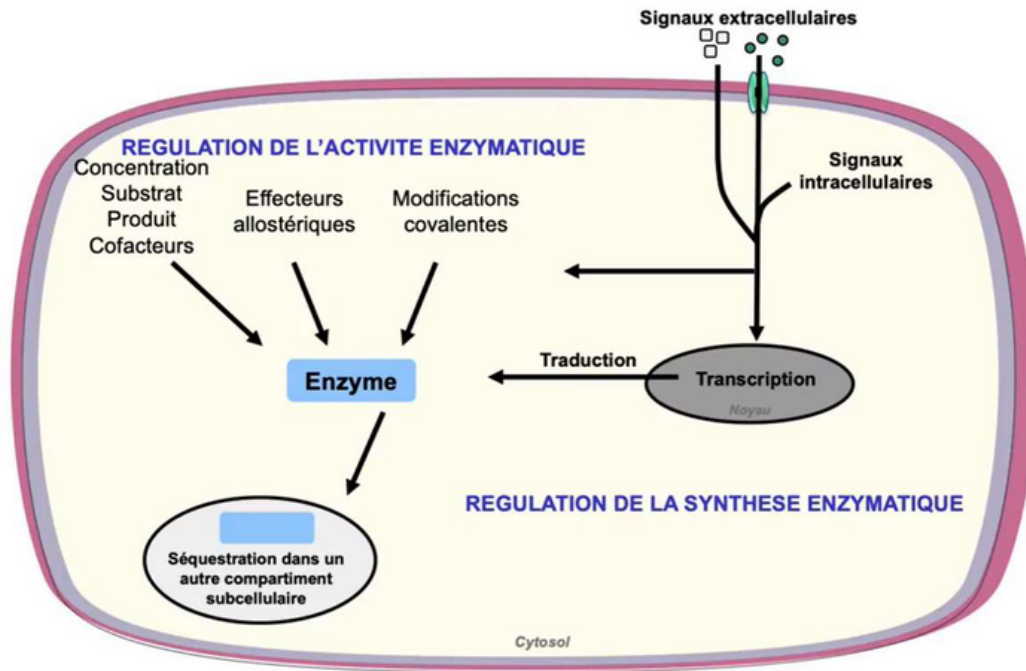 Signaux extracellulaires
REGULATION DE L'ACTIVITE ENZYMATIQUE
Concentration
Substrat
Produit
Cofacteurs
Effecteurs
allostériques
Modifications
covalentes
Signaux
intracellulaires
Enzyme
Traduction
Transcription
Noyau
REGULATION DE LA SYNTHESE ENZYMATIQUE
Séquestration dans un
autre compartiment
subcellulaire
Cytosol